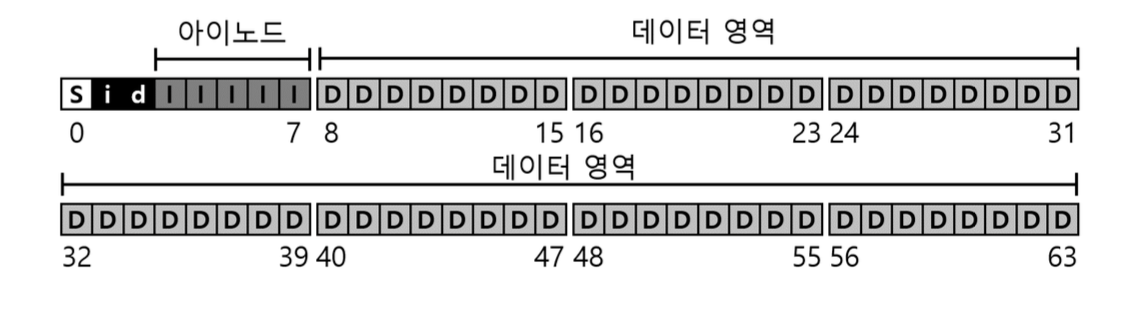 아이노드 데이터 영역
S i d I I I I I D D D D D D D D D D D D D D D D D D D D D D D D
0 7 8 15 16 23 24 31
데이터 영역
D D D D D D D D D D D D D D D D D D D D D D D D D D D D D D D D
32 39 40 47 48 55 56 63